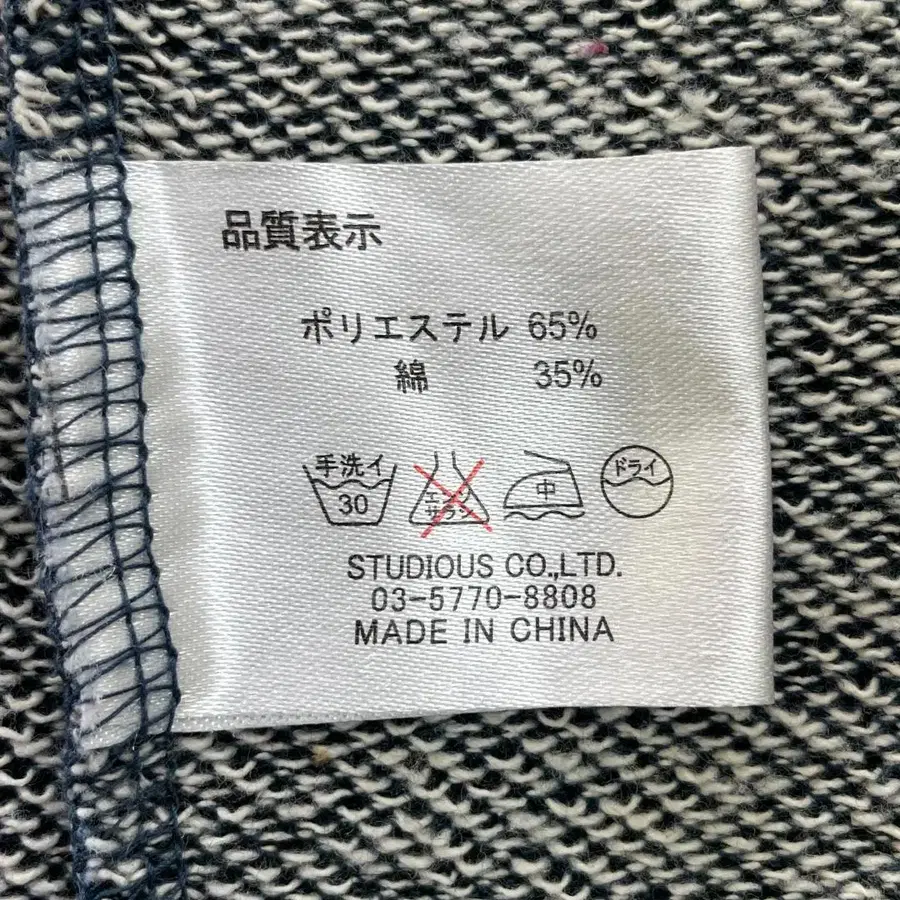 品質表示
ポリエステル 65%
綿 35%
手洗イ エンソ 中 ドライ
30 サラシ
STUDIOUS CO.,LTD.
03-5770-8808
MADE IN CHINA